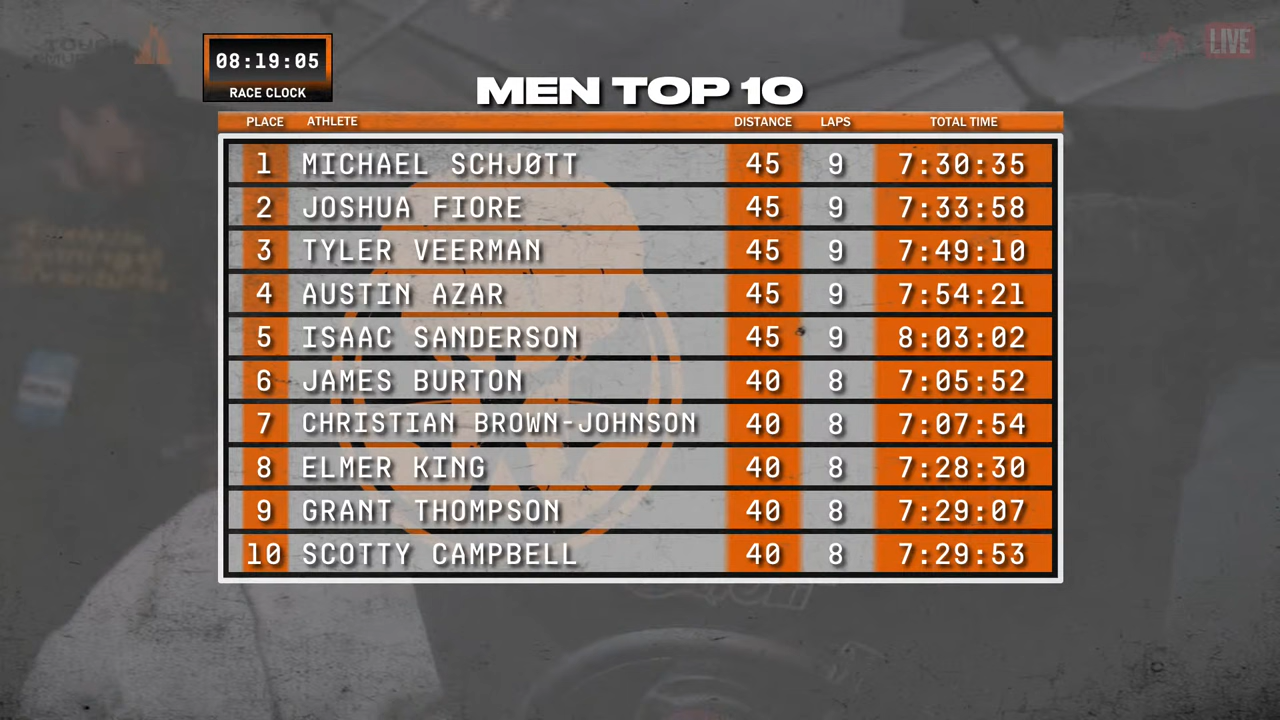 08:19:05
RACE CLOCK
LIVE
MEN TOP 10
PLACE ATHLETE DISTANCE LAPS TOTAL TIME
1 MICHAEL SCHJØTT 45 9 7:30:35
2 JOSHUA FIORE 45 9 7:33:58
3 TYLER VEERMAN 45 9 7:49:10
4 AUSTIN AZAR 45 9 7:54:21
5 ISAAC SANDERSON 45 9 8:03:02
6 JAMES BURTON 40 8 7:05:52
7 CHRISTIAN BROWN-JOHNSON 40 8 7:07:54
8 ELMER KING 40 8 7:28:30
9 GRANT THOMPSON 40 8 7:29:07
10 SCOTTY CAMPBELL 40 8 7:29:53